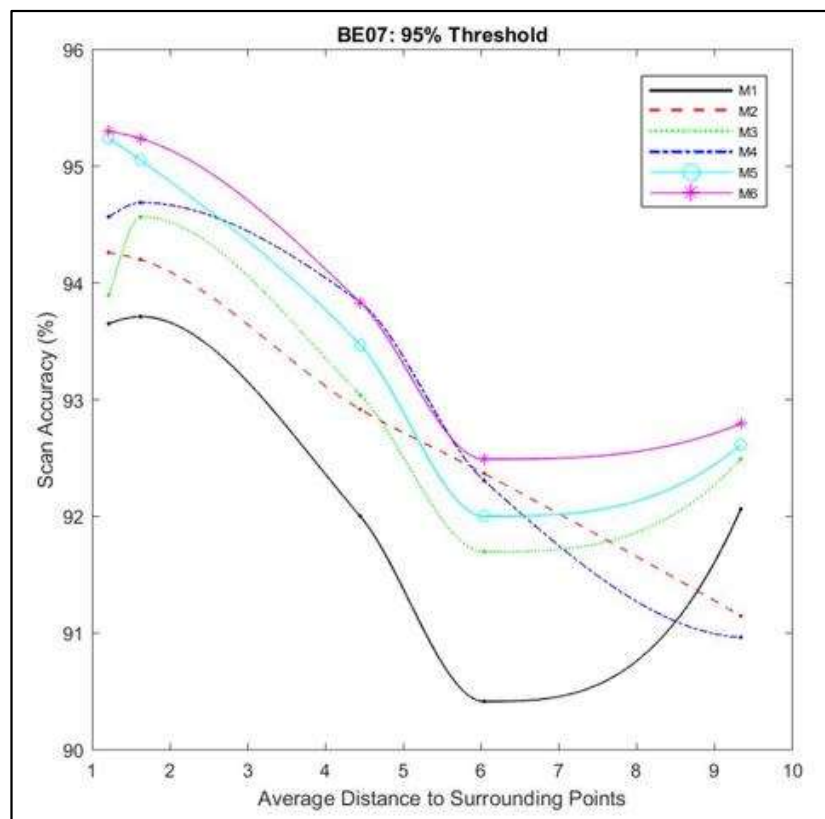 BE07: 95% Threshold
96
95
94
93
92
91
90
Scan Accuracy (%)
M1
M2
M3
M4
M5
M6
1 2 3 4 5 6 7 8 9 10
Average Distance to Surrounding Points